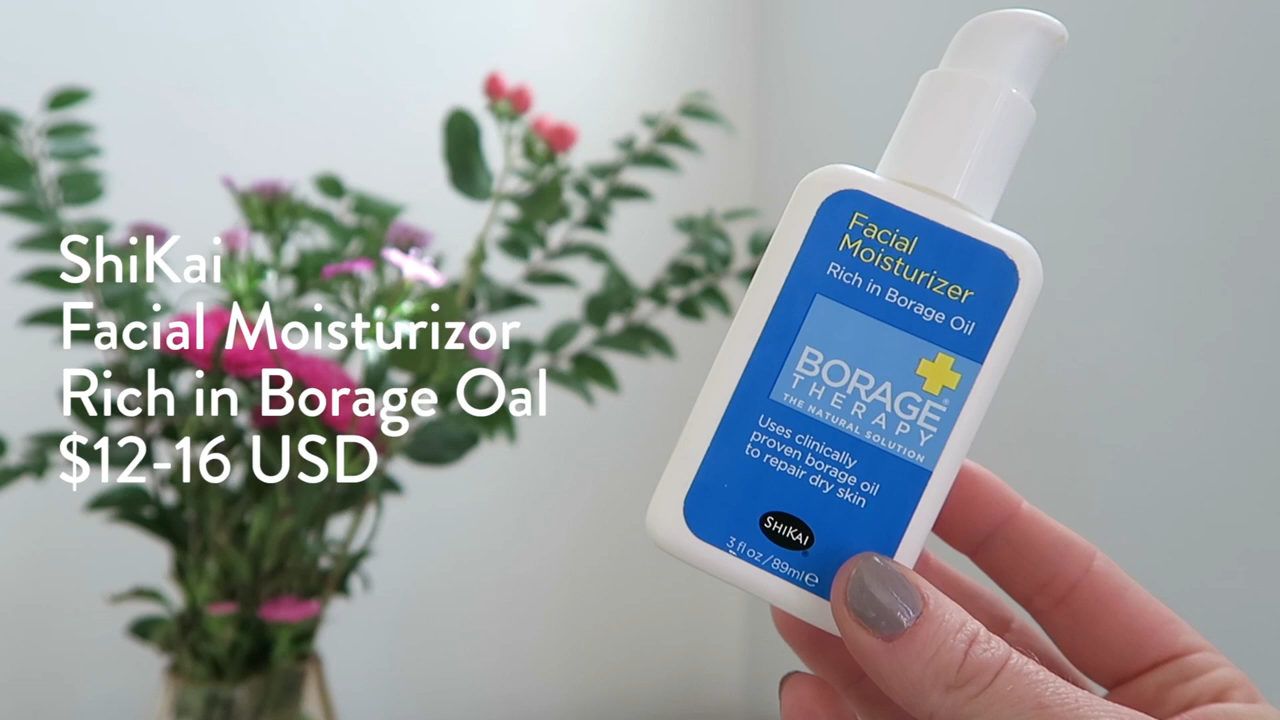 ShiKai
Facial Moisturizor
Rich in Borage Oal
$12-16 USD
Facial
Moisturizer
Rich in Borage Oil
BORAGE®
THERAPY
THE NATURAL SOLUTION
Uses clinically
proven borage oil
to repair dry skin
SHIKAI®
3 fl oz/89ml℮